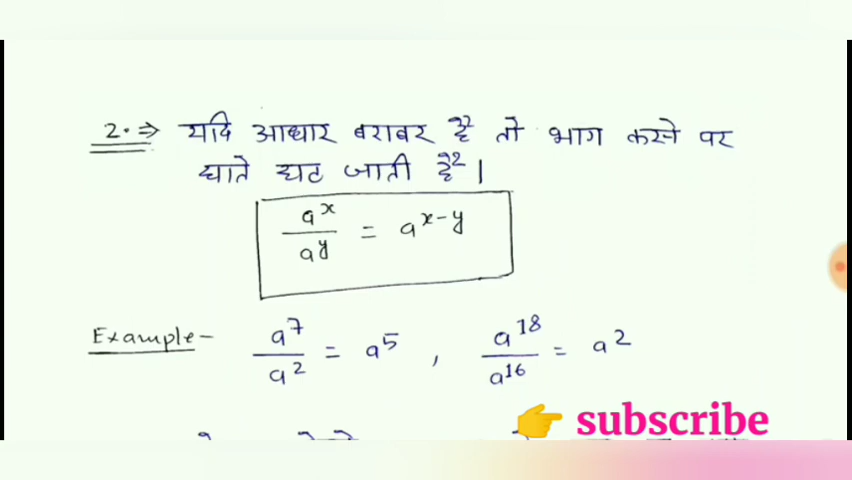 2. ⇒ यदि आधार बराबर है तो भाग करने पर
घाते घट जाती है।
a^x / a^y = a^(x-y)
Example- a^7 / a^2 = a^5 , a^18 / a^16 = a^2
👉 subscribe